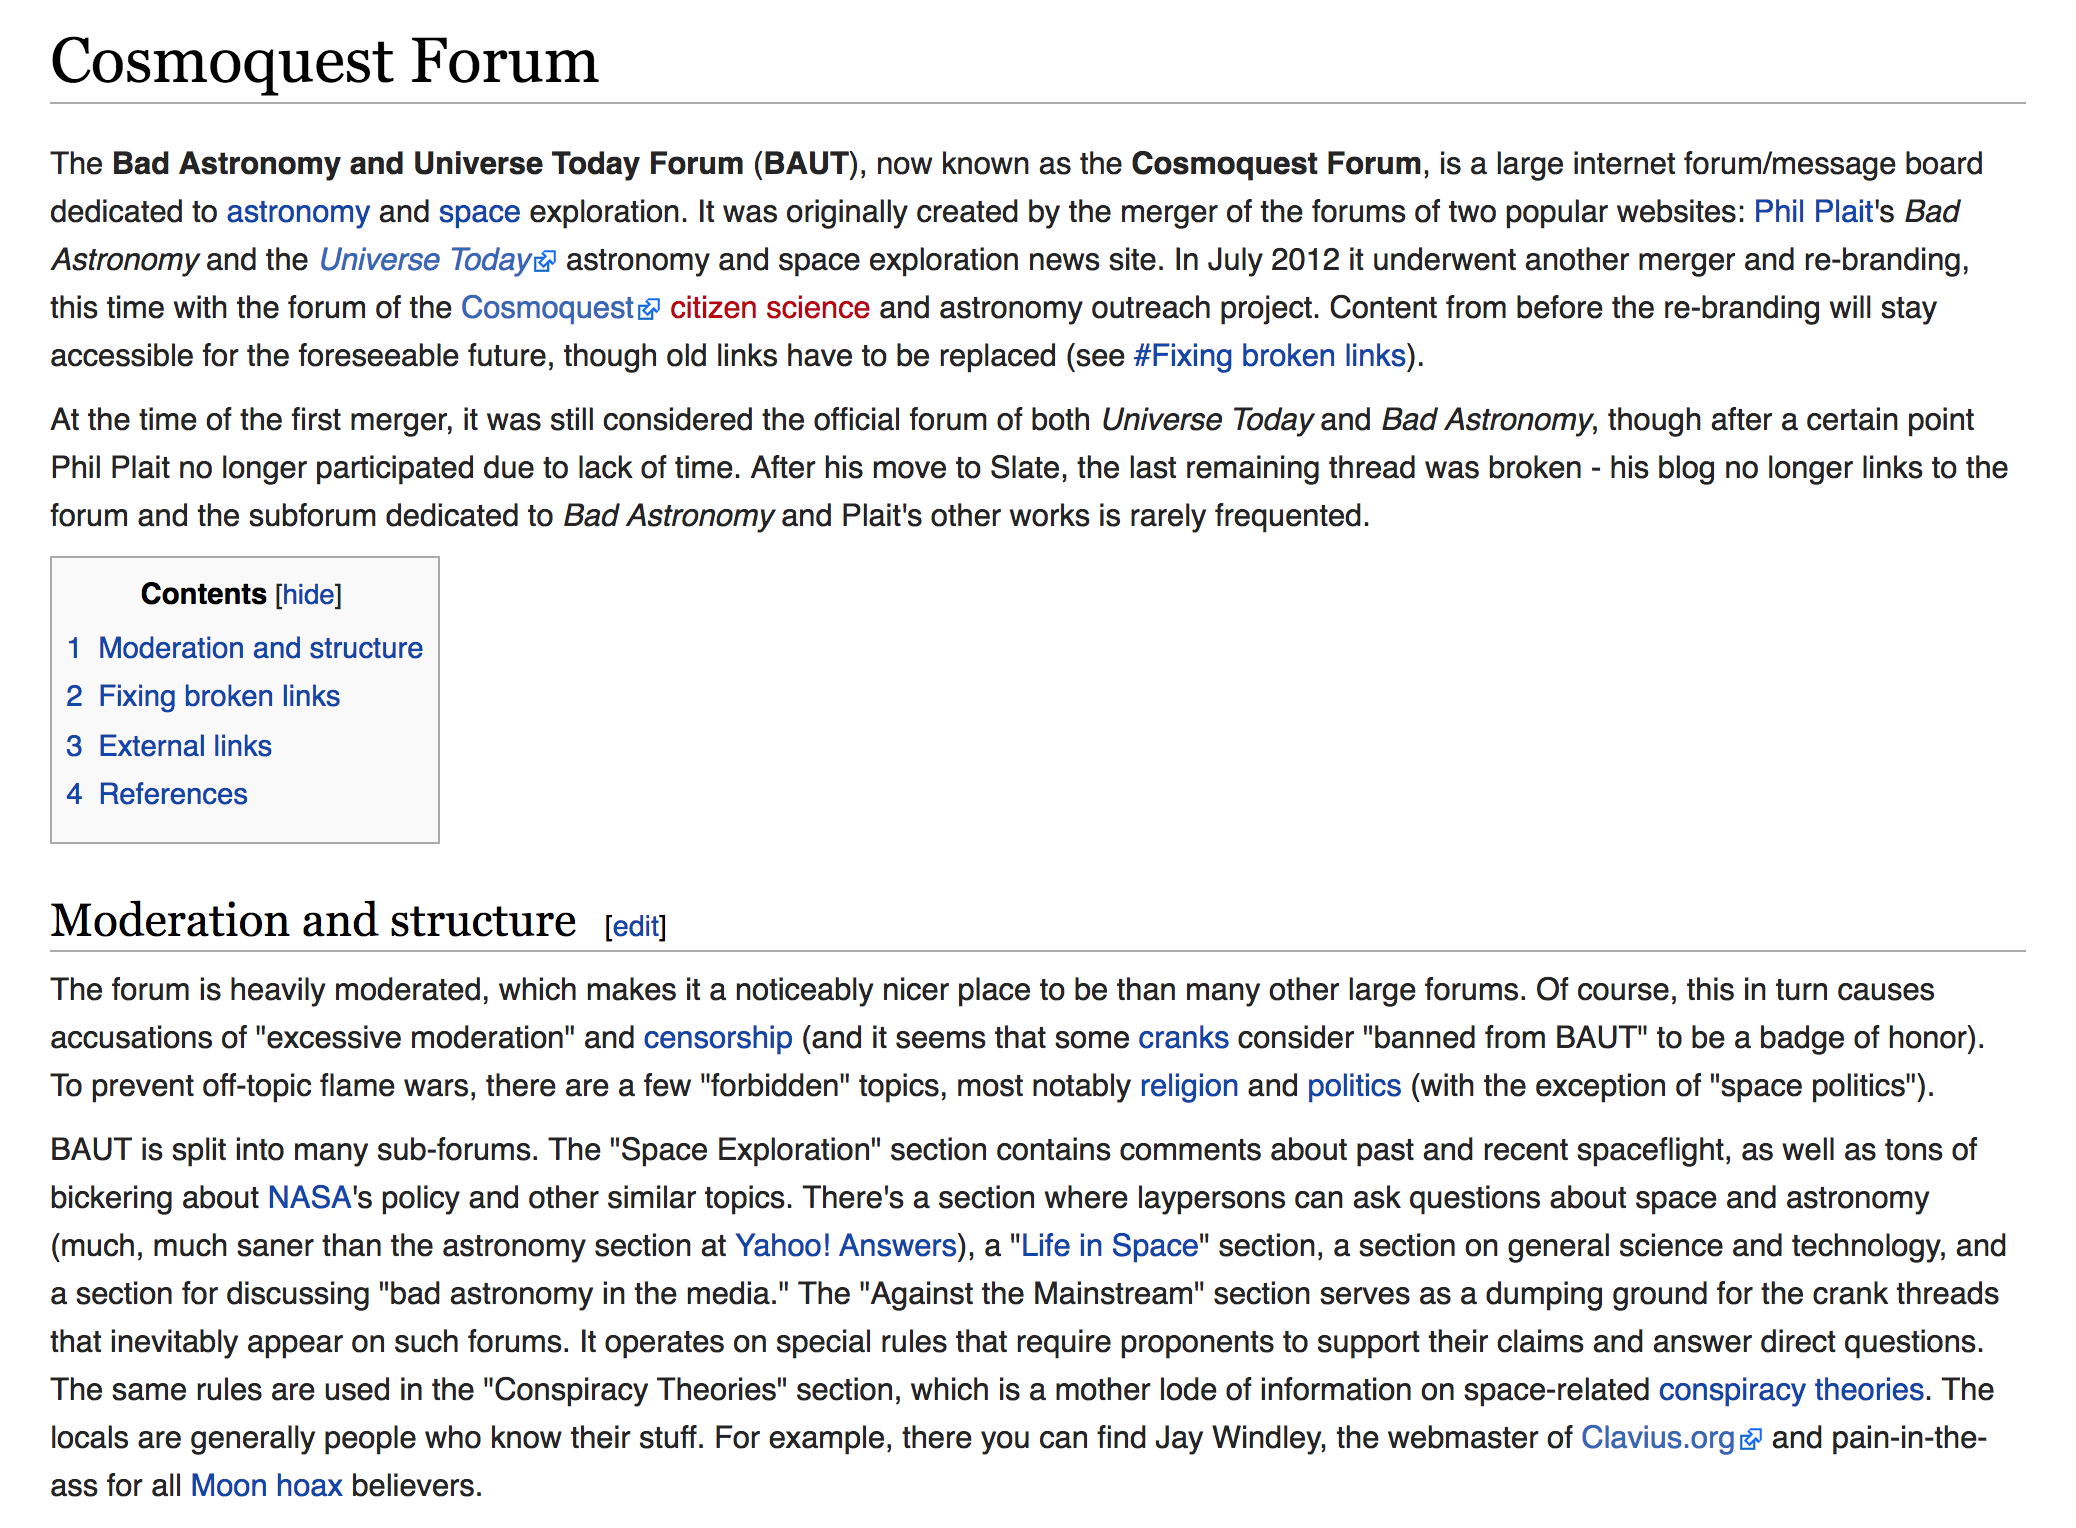 Cosmoquest Forum
The Bad Astronomy and Universe Today Forum (BAUT), now known as the Cosmoquest Forum, is a large internet forum/message board
dedicated to astronomy and space exploration. It was originally created by the merger of the forums of two popular websites: Phil Plait's Bad
Astronomy and the Universe Today astronomy and space exploration news site. In July 2012 it underwent another merger and re-branding,
this time with the forum of the Cosmoquest citizen science and astronomy outreach project. Content from before the re-branding will stay
accessible for the foreseeable future, though old links have to be replaced (see #Fixing broken links).
At the time of the first merger, it was still considered the official forum of both Universe Today and Bad Astronomy, though after a certain point
Phil Plait no longer participated due to lack of time. After his move to Slate, the last remaining thread was broken - his blog no longer links to the
forum and the subforum dedicated to Bad Astronomy and Plait's other works is rarely frequented.
Contents [hide]
1 Moderation and structure
2 Fixing broken links
3 External links
4 References
Moderation and structure [edit]
The forum is heavily moderated, which makes it a noticeably nicer place to be than many other large forums. Of course, this in turn causes
accusations of "excessive moderation" and censorship (and it seems that some cranks consider "banned from BAUT" to be a badge of honor).
To prevent off-topic flame wars, there are a few "forbidden" topics, most notably religion and politics (with the exception of "space politics").
BAUT is split into many sub-forums. The "Space Exploration" section contains comments about past and recent spaceflight, as well as tons of
bickering about NASA's policy and other similar topics. There's a section where laypersons can ask questions about space and astronomy
(much, much saner than the astronomy section at Yahoo! Answers), a "Life in Space" section, a section on general science and technology, and
a section for discussing "bad astronomy in the media." The "Against the Mainstream" section serves as a dumping ground for the crank threads
that inevitably appear on such forums. It operates on special rules that require proponents to support their claims and answer direct questions.
The same rules are used in the "Conspiracy Theories" section, which is a mother lode of information on space-related conspiracy theories. The
locals are generally people who know their stuff. For example, there you can find Jay Windley, the webmaster of Clavius.org and pain-in-the-
ass for all Moon hoax believers.